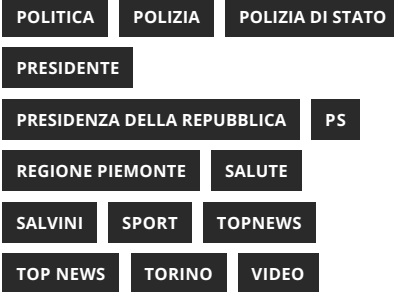 POLITICA POLIZIA POLIZIA DI STATO
PRESIDENTE
PRESIDENZA DELLA REPUBBLICA PS
REGIONE PIEMONTE SALUTE
SALVINI SPORT TOPNEWS
TOP NEWS TORINO VIDEO